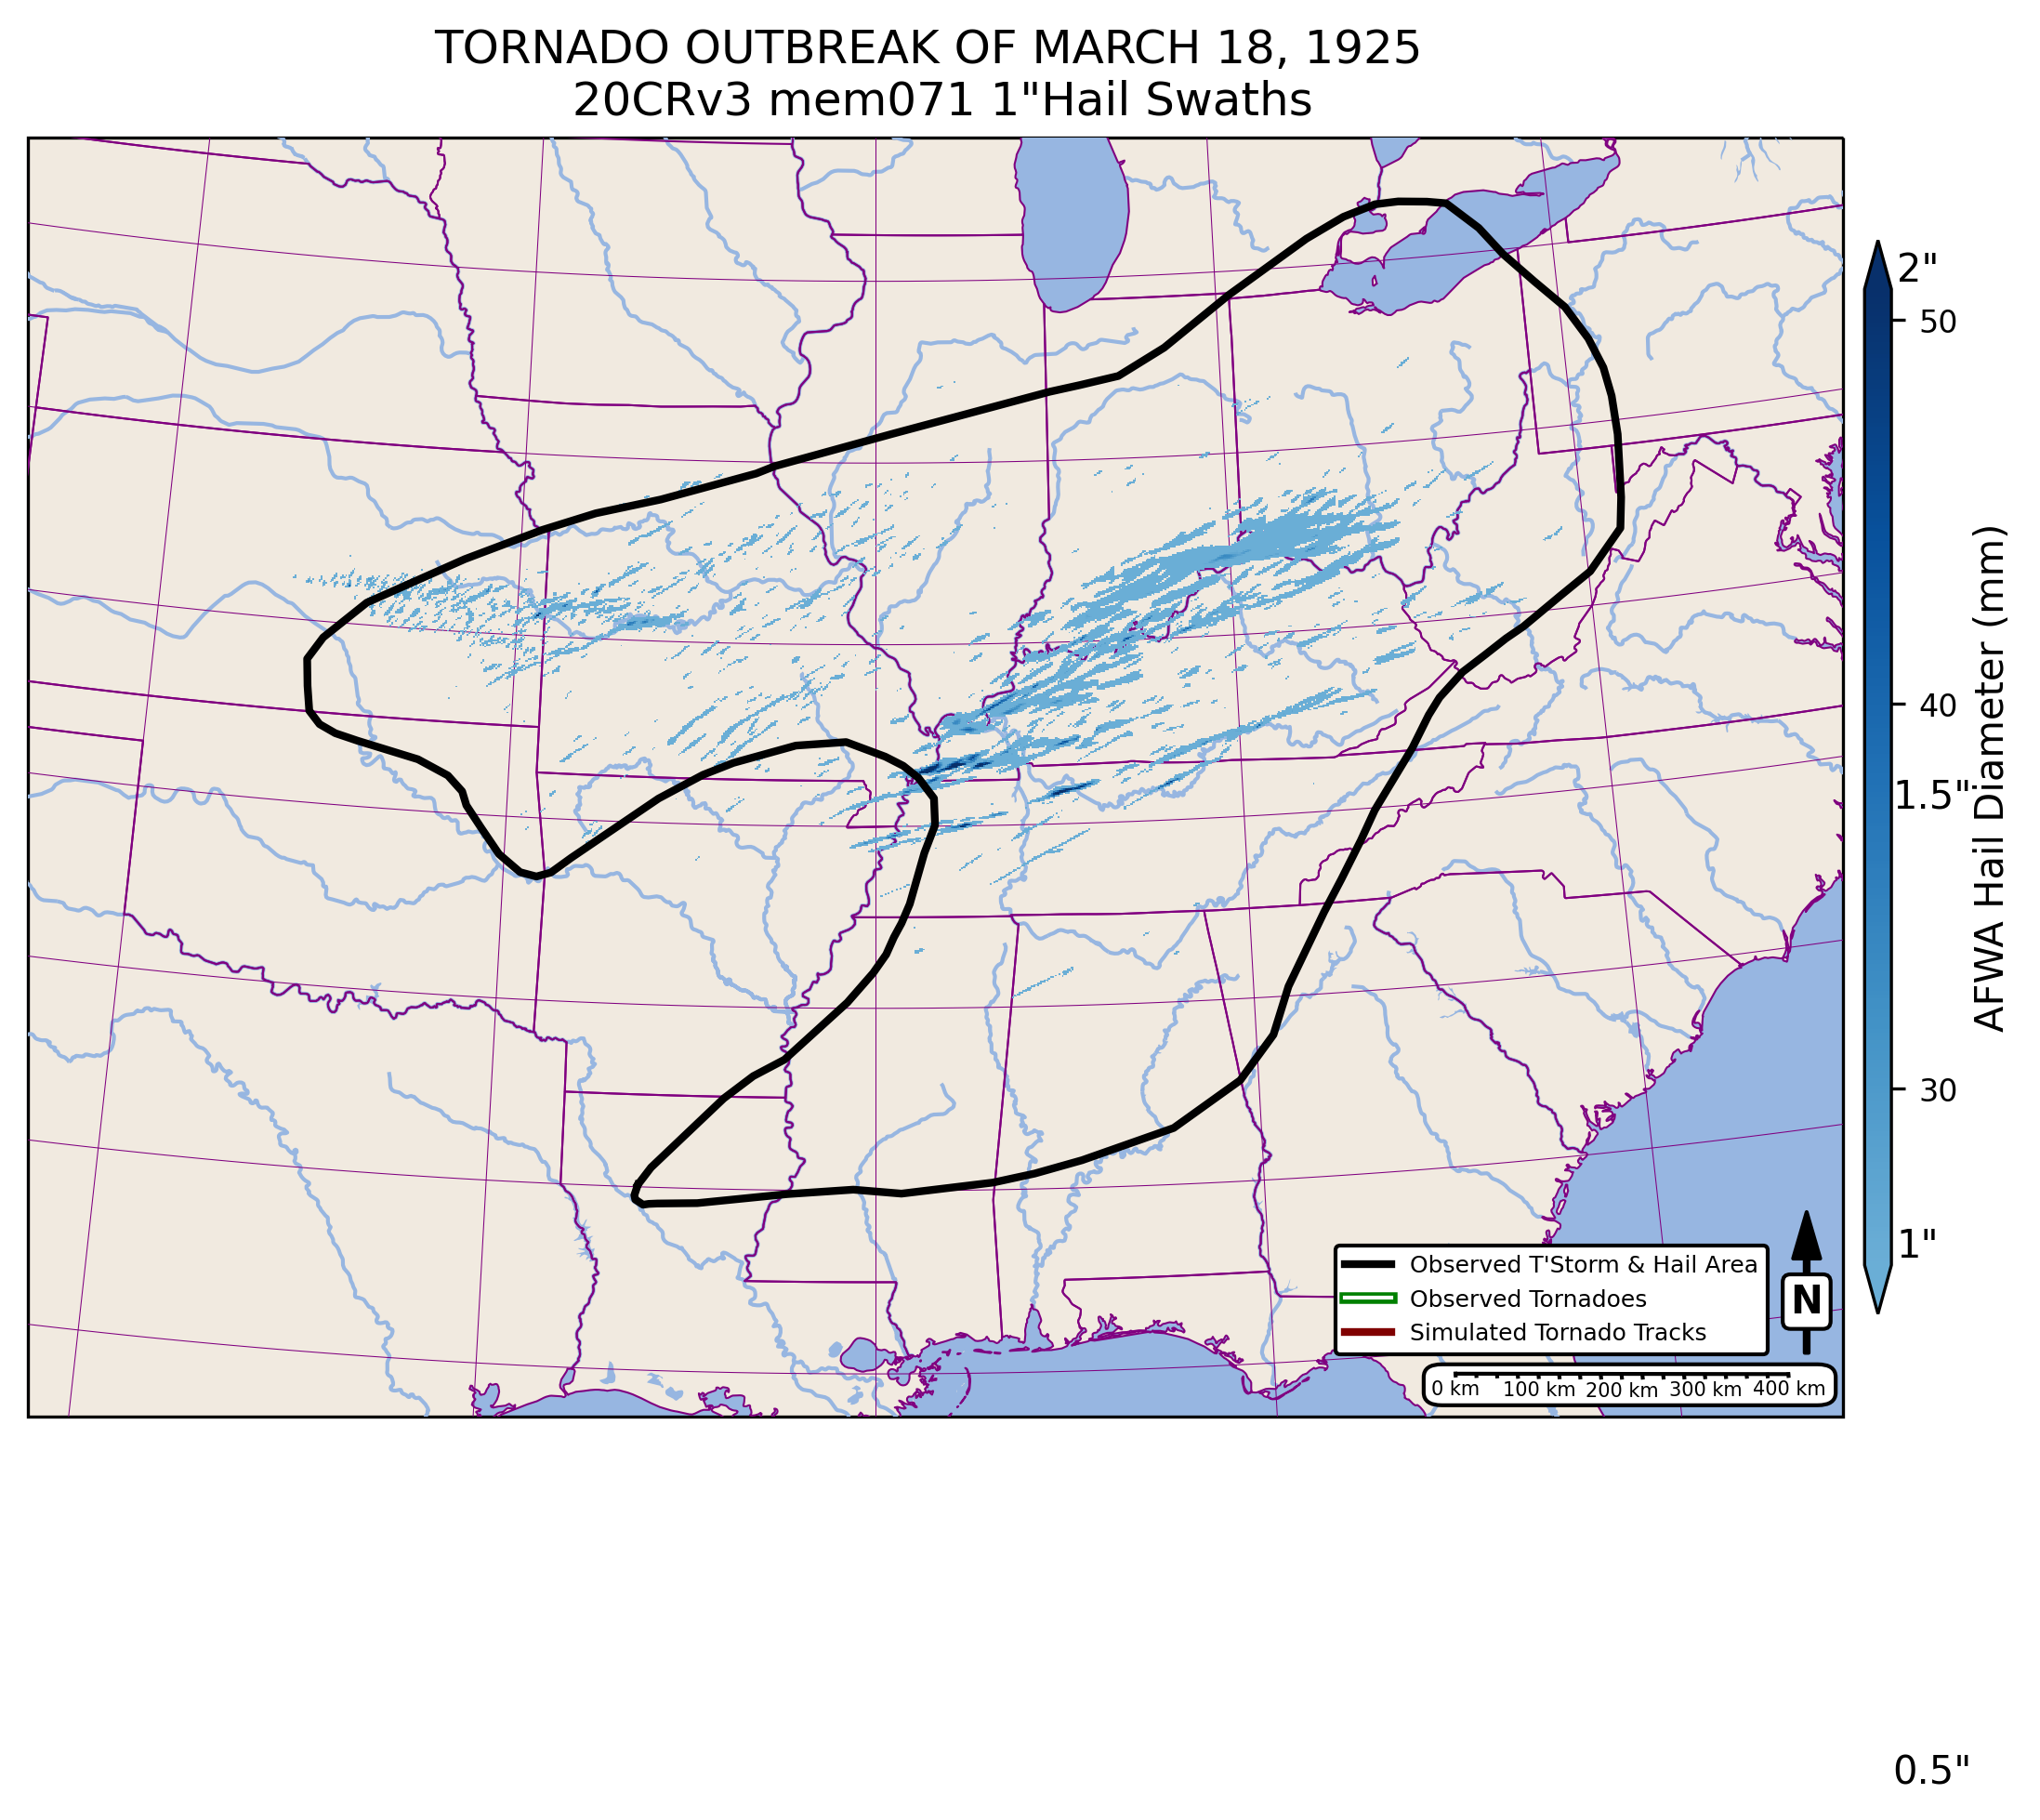 TORNADO OUTBREAK OF MARCH 18, 1925
20CRv3 mem071 1"Hail Swaths
2"
50
40
1.5"
30
1"
AFWA Hail Diameter (mm)
Observed T'Storm & Hail Area
Observed Tornadoes
Simulated Tornado Tracks
N
0 km 100 km 200 km 300 km 400 km
0.5"